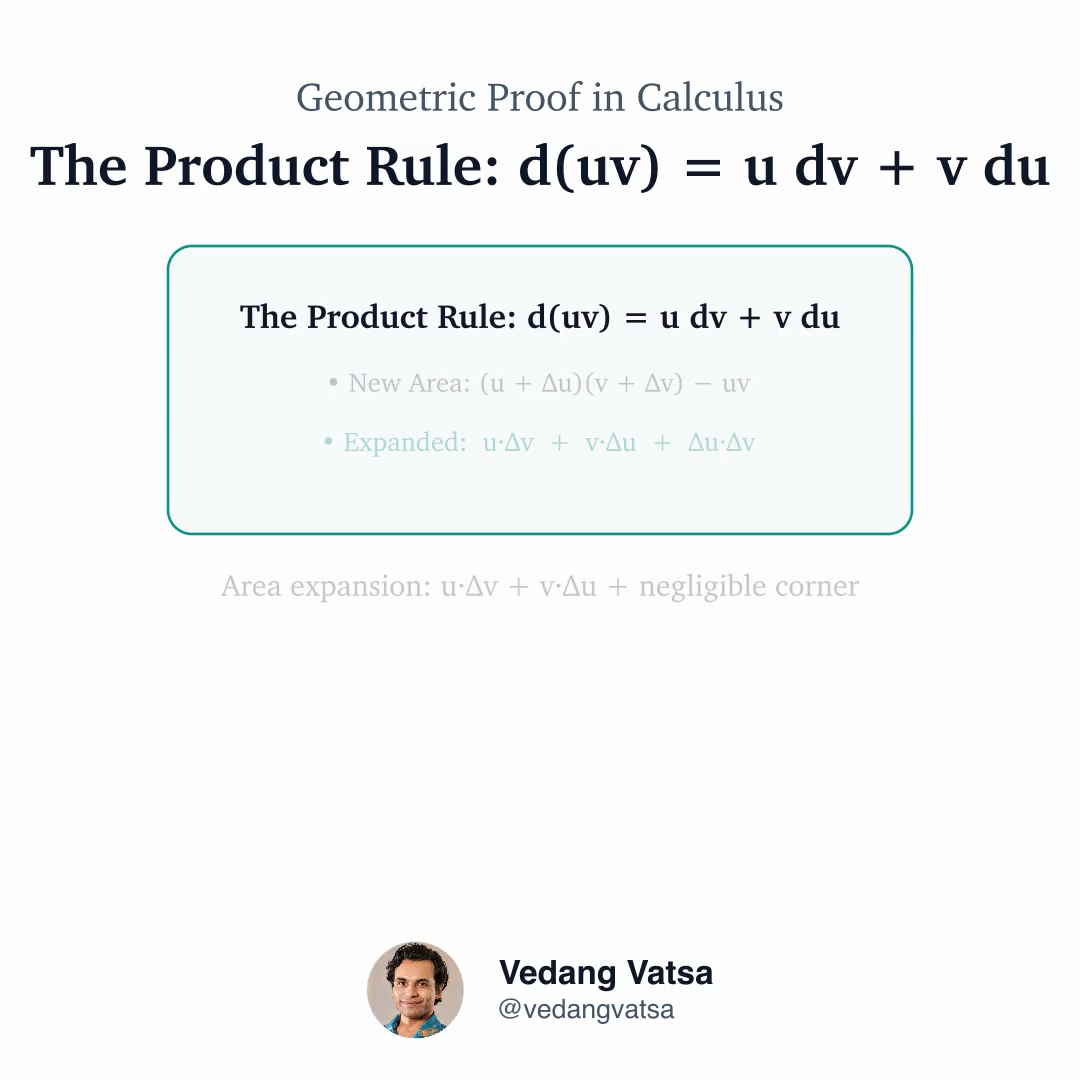 Geometric Proof in Calculus
The Product Rule: d(uv) = u dv + v du
The Product Rule: d(uv) = u dv + v du
• New Area: (u + Δu)(v + Δv) − uv
• Expanded: u·Δv + v·Δu + Δu·Δv
Area expansion: u·Δv + v·Δu + negligible corner
Vedang Vatsa
@vedangvatsa